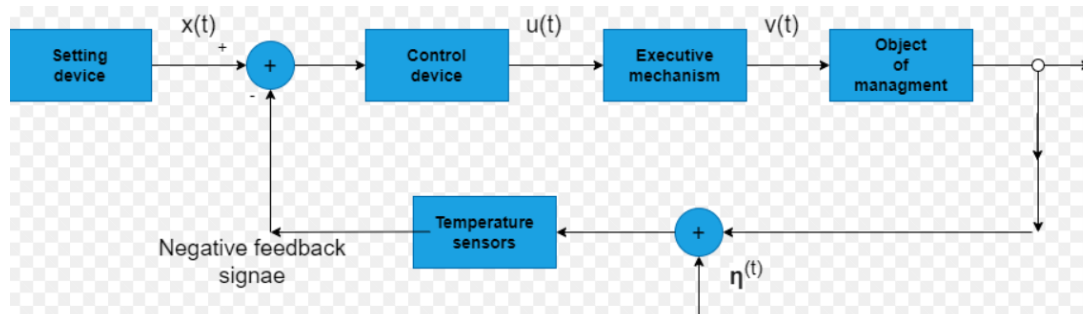 x(t)
u(t)
v(t)
Setting
device
+
+
-
Control
device
Executive
mechanism
Object
of
managment
Temperature
sensors
+
Negative feedback
signae
η(t)